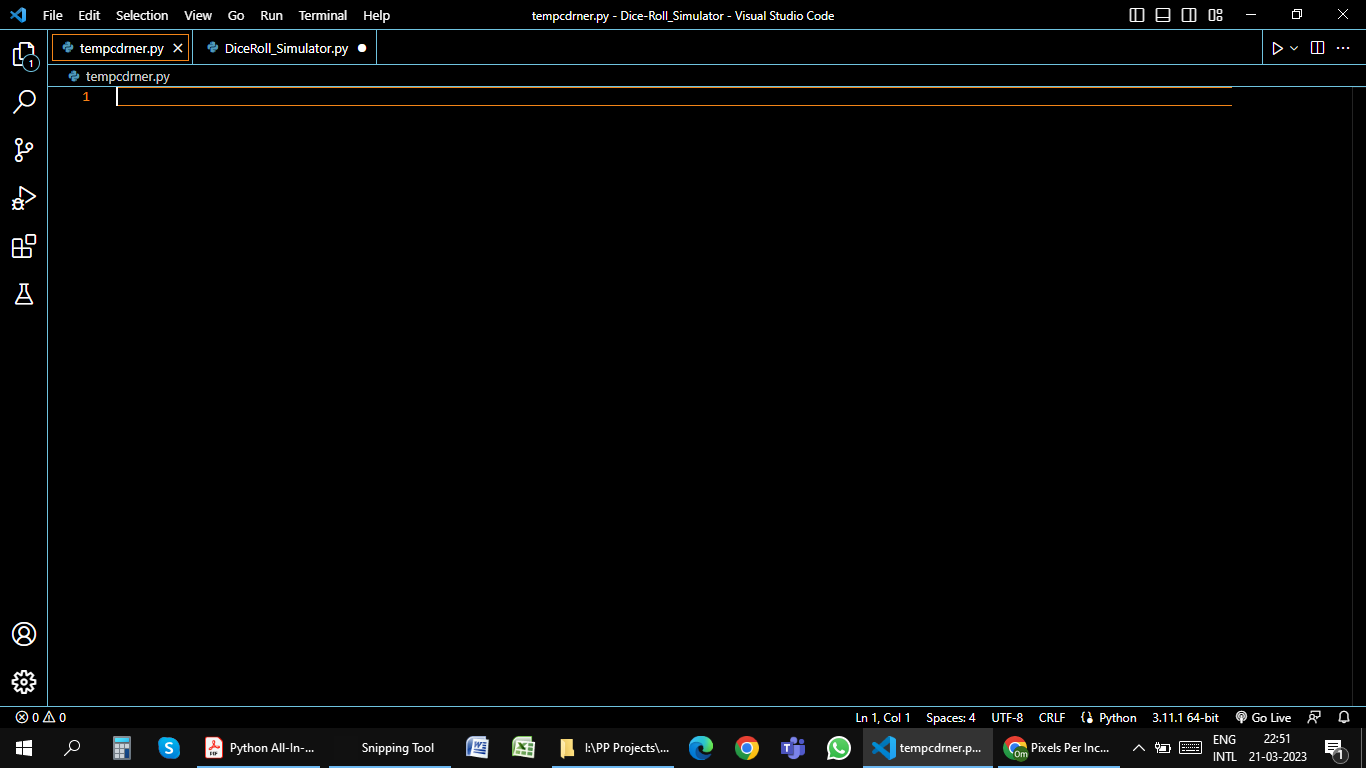 File Edit Selection View Go Run Terminal Help tempcdrner.py - Dice-Roll_Simulator - Visual Studio Code
tempcdrner.py DiceRoll_Simulator.py
1
tempcdrner.py
1
0 0 Ln 1, Col 1 Spaces: 4 UTF-8 CRLF Python 3.11.1 64-bit Go Live
S Python All-In-... Snipping Tool I:\PP Projects\... tempcdrner.p... Om Pixels Per Inc... ENG 22:51
INTL 21-03-2023 1